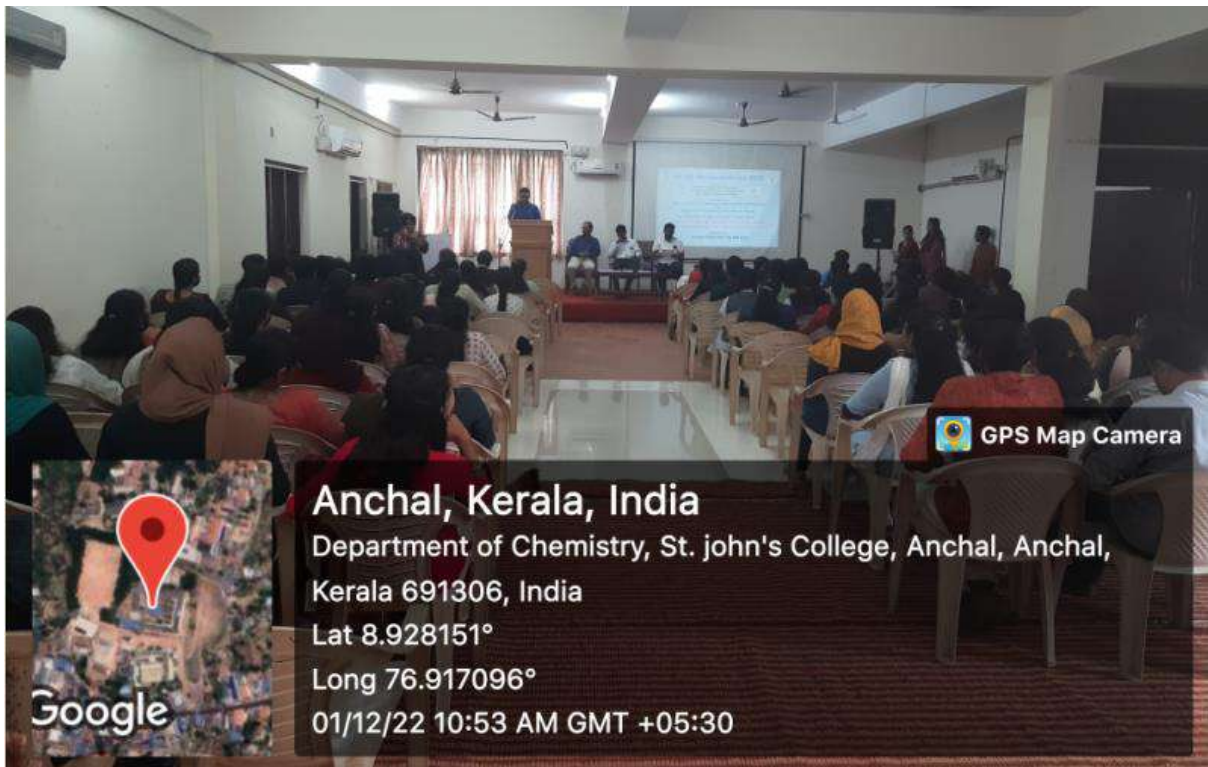 GPS Map Camera
Anchal, Kerala, India
Department of Chemistry, St. john's College, Anchal, Anchal,
Kerala 691306, India
Lat 8.928151°
Long 76.917096°
01/12/22 10:53 AM GMT +05:30
Google